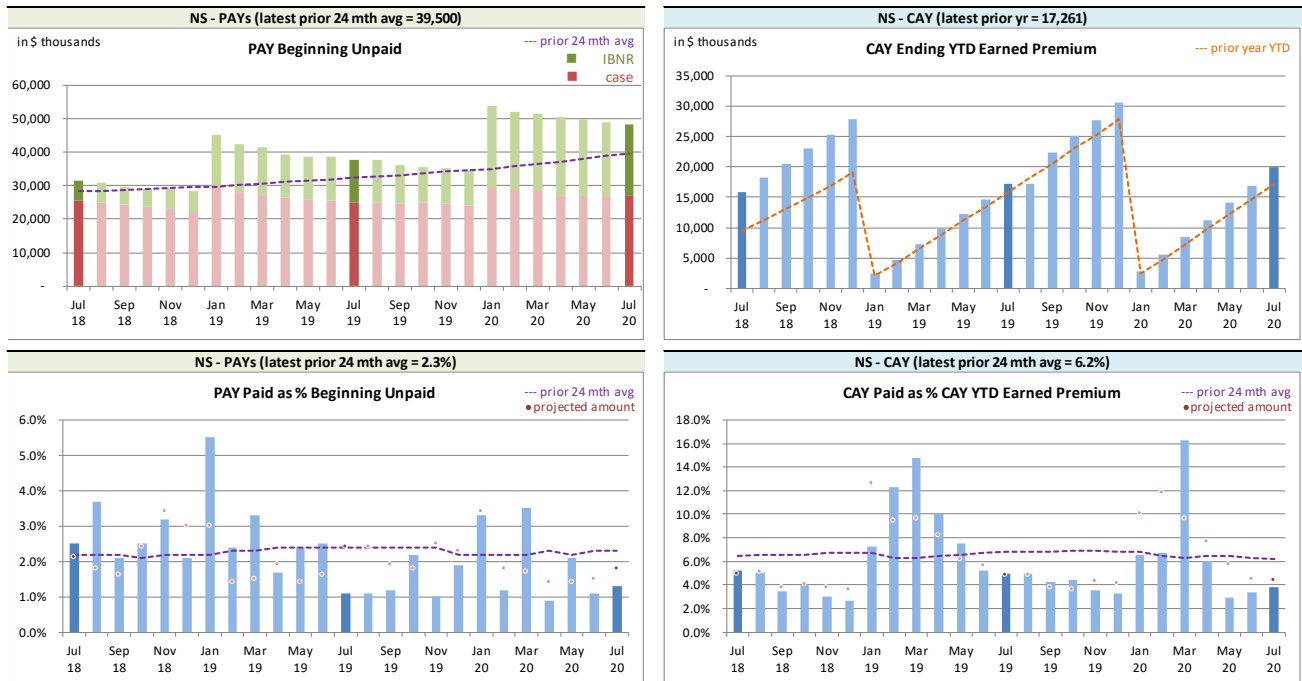 NS - PAYs (latest prior 24 mth avg = 39,500)
in $ thousands
PAY Beginning Unpaid
--- prior 24 mth avg
IBNR
case
60,000
50,000
40,000
30,000
20,000
10,000
-
Jul Sep Nov Jan Mar May Jul Sep Nov Jan Mar May Jul
18 18 18 19 19 19 19 19 19 20 20 20 20
NS - CAY (latest prior yr = 17,261)
in $ thousands
CAY Ending YTD Earned Premium
--- prior year YTD
35,000
30,000
25,000
20,000
15,000
10,000
5,000
-
Jul Sep Nov Jan Mar May Jul Sep Nov Jan Mar May Jul
18 18 18 19 19 19 19 19 19 20 20 20 20
NS - PAYs (latest prior 24 mth avg = 2.3%)
PAY Paid as % Beginning Unpaid
--- prior 24 mth avg
projected amount
6.0%
5.0%
4.0%
3.0%
2.0%
1.0%
0.0%
Jul Sep Nov Jan Mar May Jul Sep Nov Jan Mar May Jul
18 18 18 19 19 19 19 19 19 20 20 20 20
NS - CAY (latest prior 24 mth avg = 6.2%)
CAY Paid as % CAY YTD Earned Premium
--- prior 24 mth avg
projected amount
18.0%
16.0%
14.0%
12.0%
10.0%
8.0%
6.0%
4.0%
2.0%
0.0%
Jul Sep Nov Jan Mar May Jul Sep Nov Jan Mar May Jul
18 18 18 19 19 19 19 19 19 20 20 20 20